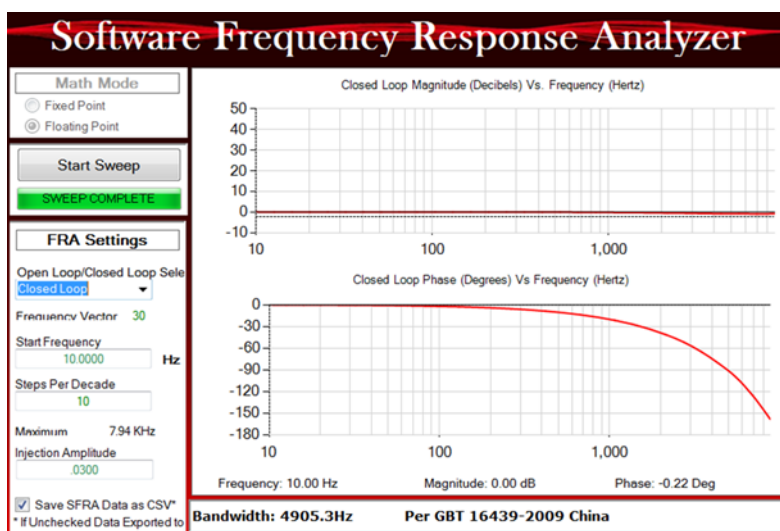 Software Frequency Response Analyzer
Math Mode
Fixed Point
Floating Point
Start Sweep
SWEEP COMPLETE
FRA Settings
Open Loop/Closed Loop Sele
Closed Loop
Frequency Vector 30
Start Frequency
10.0000 Hz
Steps Per Decade
10
Maximum 7.94 KHz
Injection Amplitude
.0300
Save SFRA Data as CSV*
* If Unchecked Data Exported to
Closed Loop Magnitude (Decibels) Vs. Frequency (Hertz)
50
40
30
20
10
0
-10
10 100 1,000
Closed Loop Phase (Degrees) Vs Frequency (Hertz)
0
-30
-60
-90
-120
-150
-180
10 100 1,000
Frequency: 10.00 Hz Magnitude: 0.00 dB Phase: -0.22 Deg
Bandwidth: 4905.3Hz Per GBT 16439-2009 China